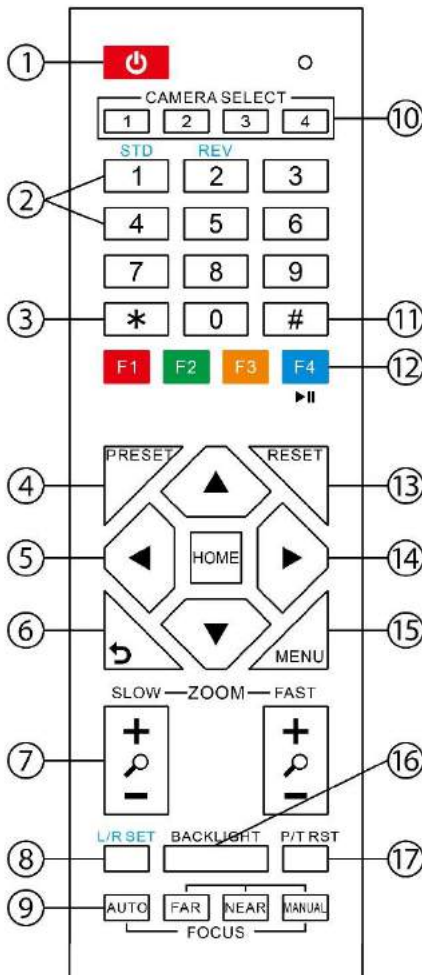 ①
CAMERA SELECT
1 2 3 4 ⑩
STD REV
② 1 2 3
4 5 6
7 8 9
③ * 0 # ⑪
F1 F2 F3 F4 ⑫
PRESET RESET
④ ⑬
⑤ HOME ⑭
⑥ ⑮
MENU
SLOW ZOOM FAST
+ +
⑦ ⑯
− −
L/R SET BACKLIGHT P/T RST
⑧ ⑰
⑨ AUTO FAR NEAR MANUAL
FOCUS